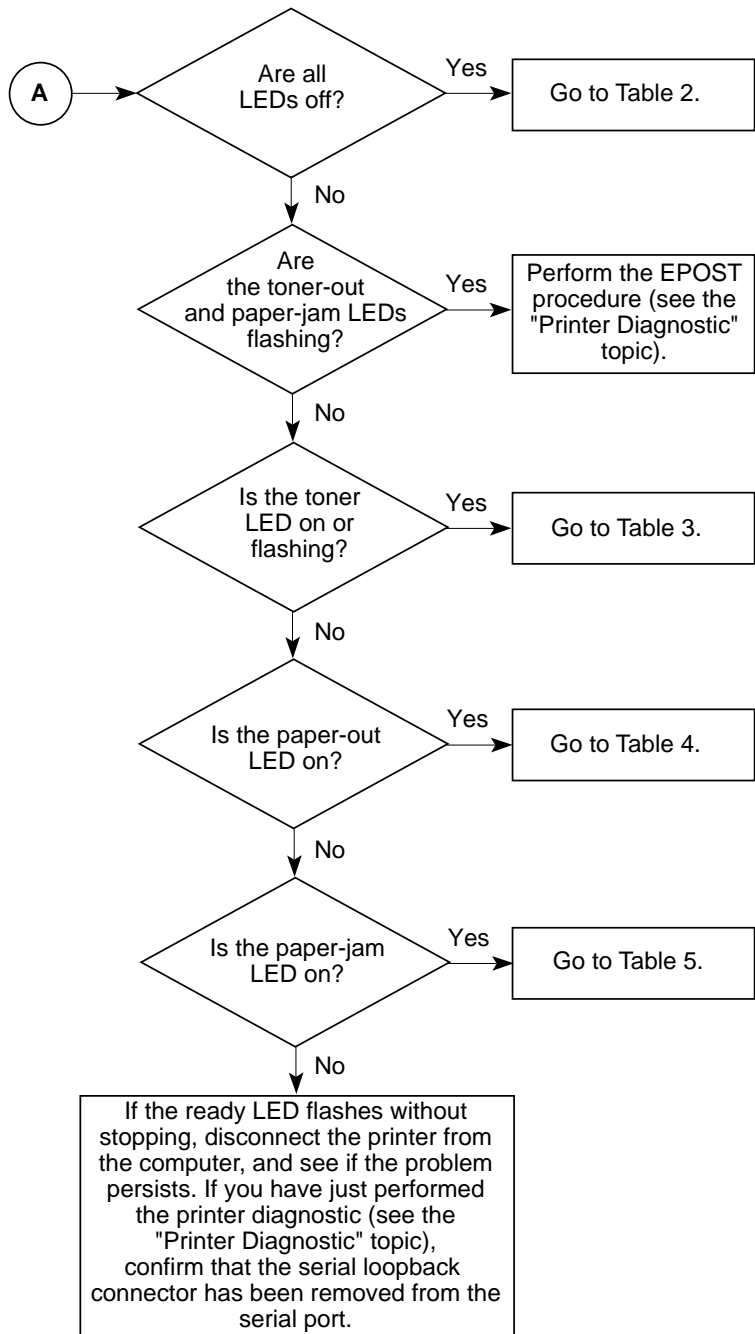 A
Are all
LEDs off?
Yes
Go to Table 2.
No
Are
the toner-out
and paper-jam LEDs
flashing?
Yes
Perform the EPOST
procedure (see the
"Printer Diagnostic"
topic).
No
Is the toner
LED on or
flashing?
Yes
Go to Table 3.
No
Is the paper-out
LED on?
Yes
Go to Table 4.
No
Is the paper-jam
LED on?
Yes
Go to Table 5.
No
If the ready LED flashes without
stopping, disconnect the printer from
the computer, and see if the problem
persists. If you have just performed
the printer diagnostic (see the
"Printer Diagnostic" topic),
confirm that the serial loopback
connector has been removed from the
serial port.